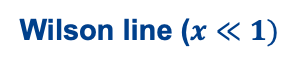 Wilson line (𝒙 ≪ 𝟏)